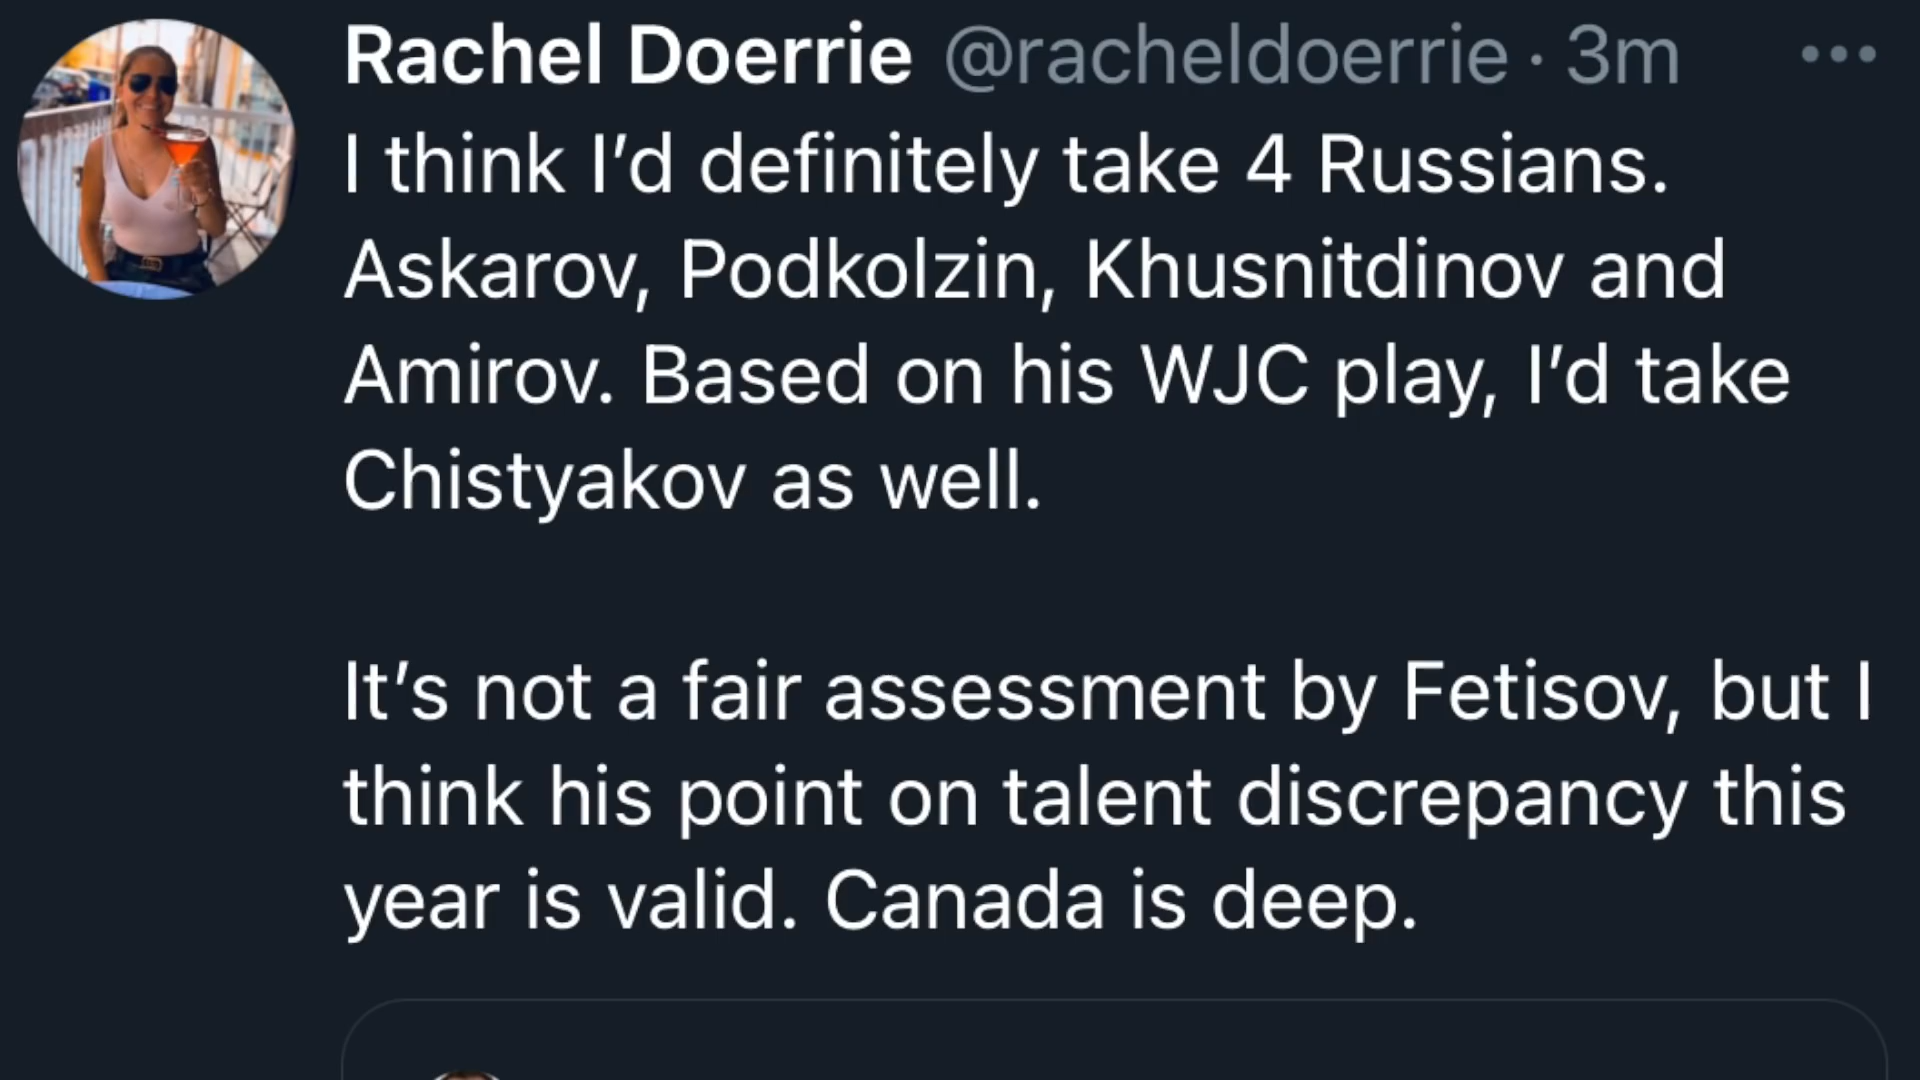 Rachel Doerrie @racheldoerrie · 3m
I think I’d definitely take 4 Russians.
Askarov, Podkolzin, Khusnitdinov and
Amirov. Based on his WJC play, I’d take
Chistyakov as well.
It’s not a fair assessment by Fetisov, but I
think his point on talent discrepancy this
year is valid. Canada is deep.